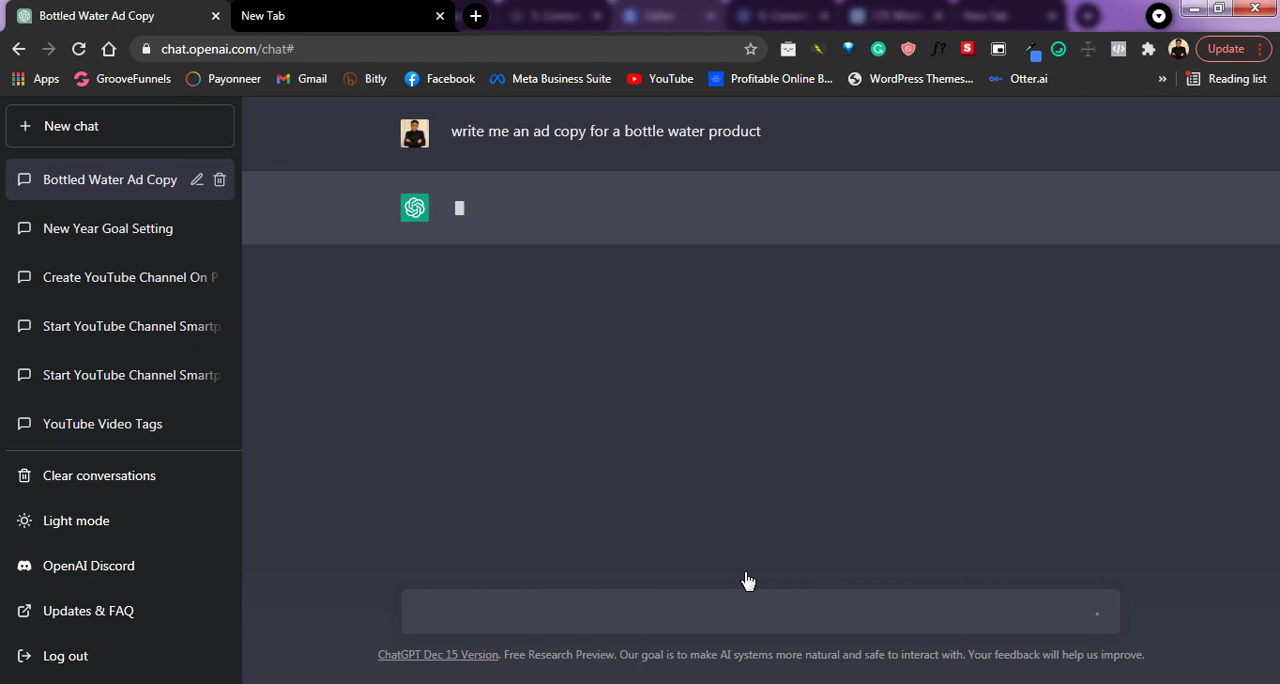 Bottled Water Ad Copy
New Tab
New Tab
chat.openai.com/chat#
Update
Apps
GrooveFunnels
Payonneer
Gmail
Bitly
Facebook
Meta Business Suite
YouTube
Profitable Online B...
WordPress Themes...
Otter.ai
»
Reading list
New chat
write me an ad copy for a bottle water product
Bottled Water Ad Copy
New Year Goal Setting
Create YouTube Channel On P
Start YouTube Channel Smartp
Start YouTube Channel Smartp
YouTube Video Tags
Clear conversations
Light mode
OpenAI Discord
Updates & FAQ
Log out
ChatGPT Dec 15 Version. Free Research Preview. Our goal is to make AI systems more natural and safe to interact with. Your feedback will help us improve.